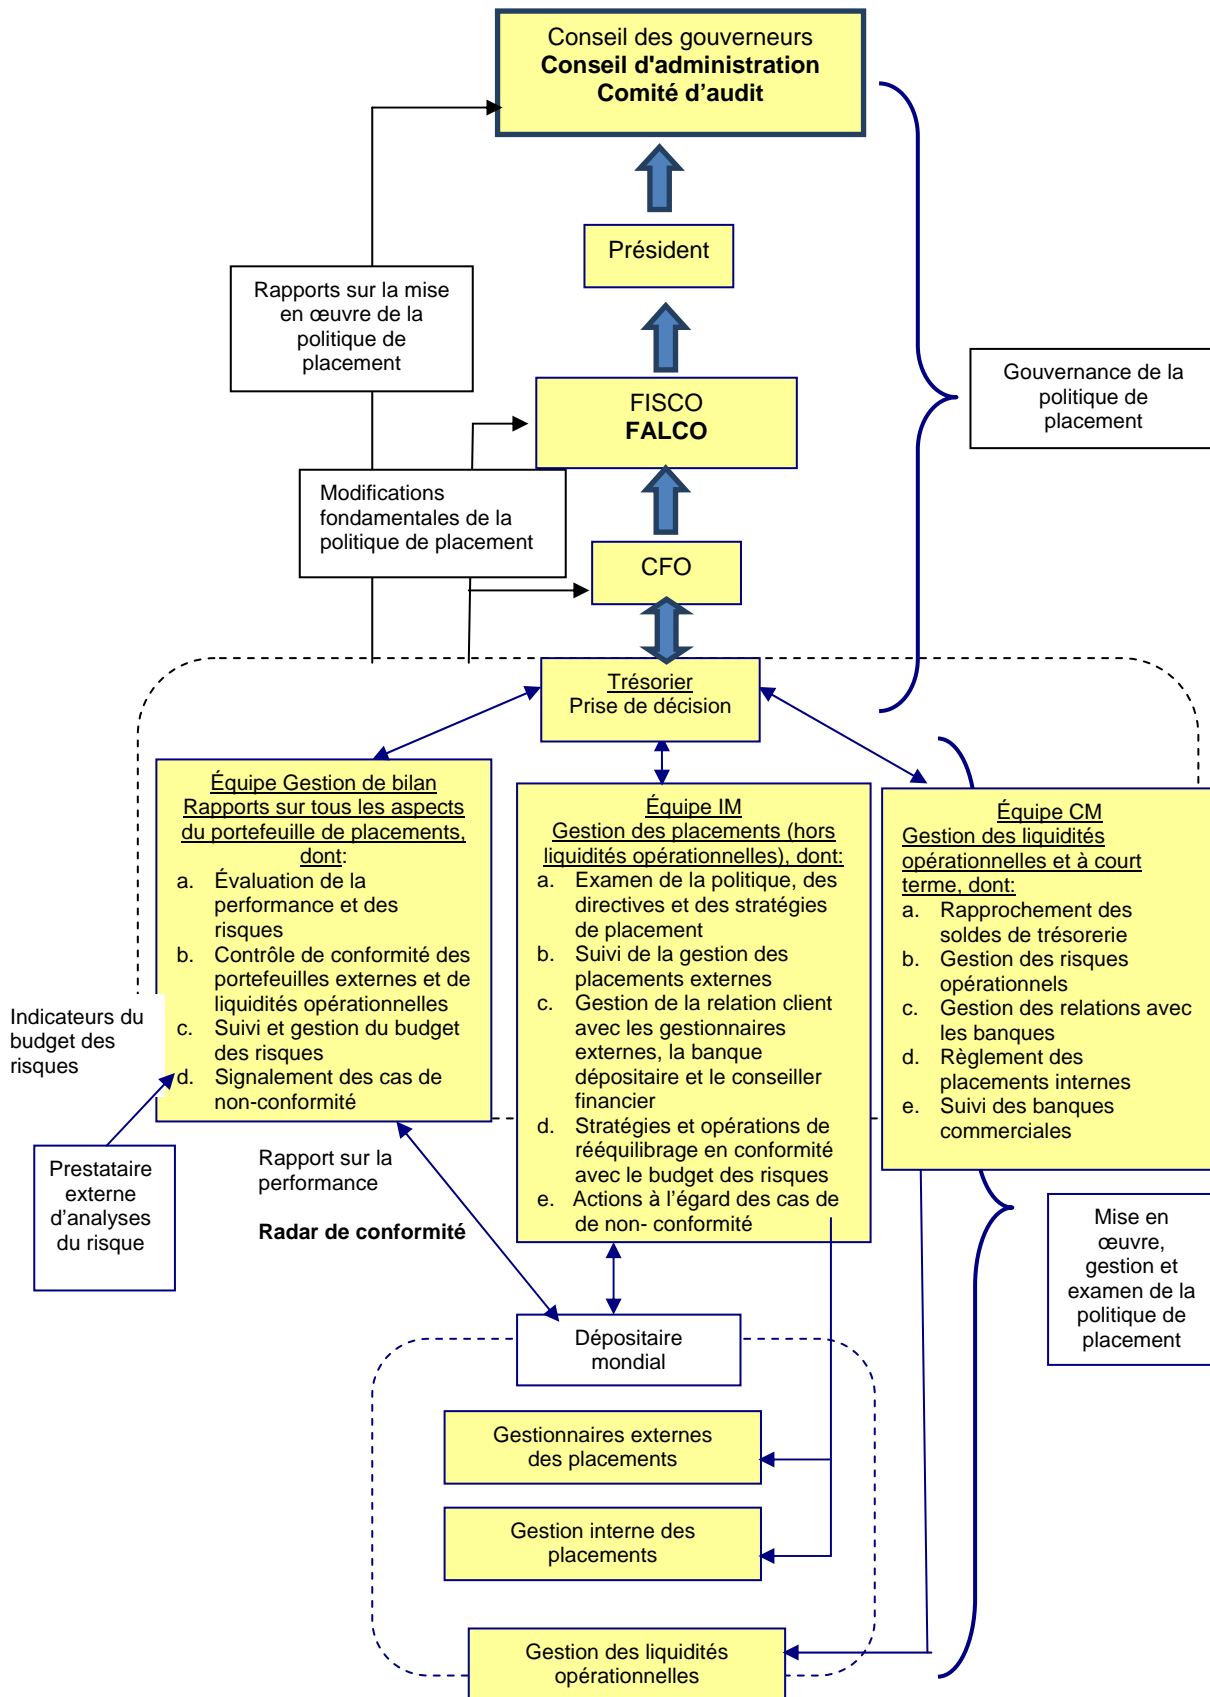 Conseil des gouverneurs
Conseil d'administration
Comité d’audit
Président
Rapports sur la mise
en œuvre de la
politique de
placement
Gouvernance de la
politique de
placement
FISCO
FALCO
Modifications
fondamentales de la
politique de placement
CFO
Trésorier
Prise de décision
Équipe Gestion de bilan
Rapports sur tous les aspects
du portefeuille de placements,
dont:
a. Évaluation de la
performance et des
risques
b. Contrôle de conformité des
portefeuilles externes et de
liquidités opérationnelles
c. Suivi et gestion du budget
des risques
d. Signalement des cas de
non-conformité
Équipe IM
Gestion des placements (hors
liquidités opérationnelles), dont:
a. Examen de la politique, des
directives et des stratégies
de placement
b. Suivi de la gestion des
placements externes
c. Gestion de la relation client
avec les gestionnaires
externes, la banque
dépositaire et le conseiller
financier
d. Stratégies et opérations de
rééquilibrage en conformité
avec le budget des risques
e. Actions à l’égard des cas de
de non- conformité
Équipe CM
Gestion des liquidités
opérationnelles et à court
terme, dont:
a. Rapprochement des
soldes de trésorerie
b. Gestion des risques
opérationnels
c. Gestion des relations avec
les banques
d. Règlement des
placements internes
e. Suivi des banques
commerciales
Indicateurs du
budget des
risques
Prestataire
externe
d’analyses
du risque
Rapport sur la
performance
Radar de conformité
Mise en
œuvre,
gestion et
examen de la
politique de
placement
Dépositaire
mondial
Gestionnaires externes
des placements
Gestion interne des
placements
Gestion des liquidités
opérationnelles